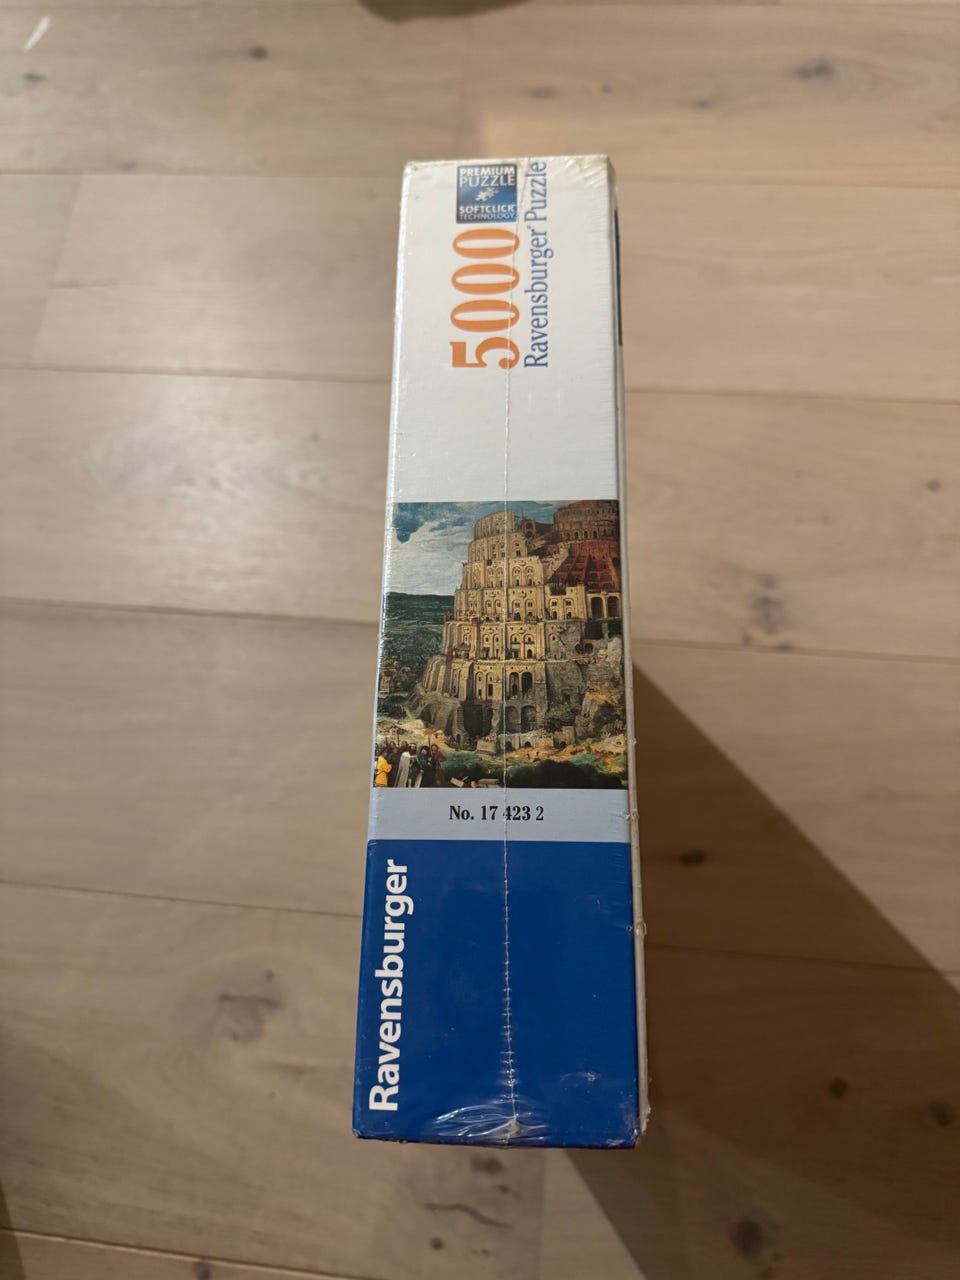 PREMIUM
PUZZLE
SOFTCLICK
TECHNOLOGY
5000
Ravensburger® Puzzle
No. 17 423 2
Ravensburger